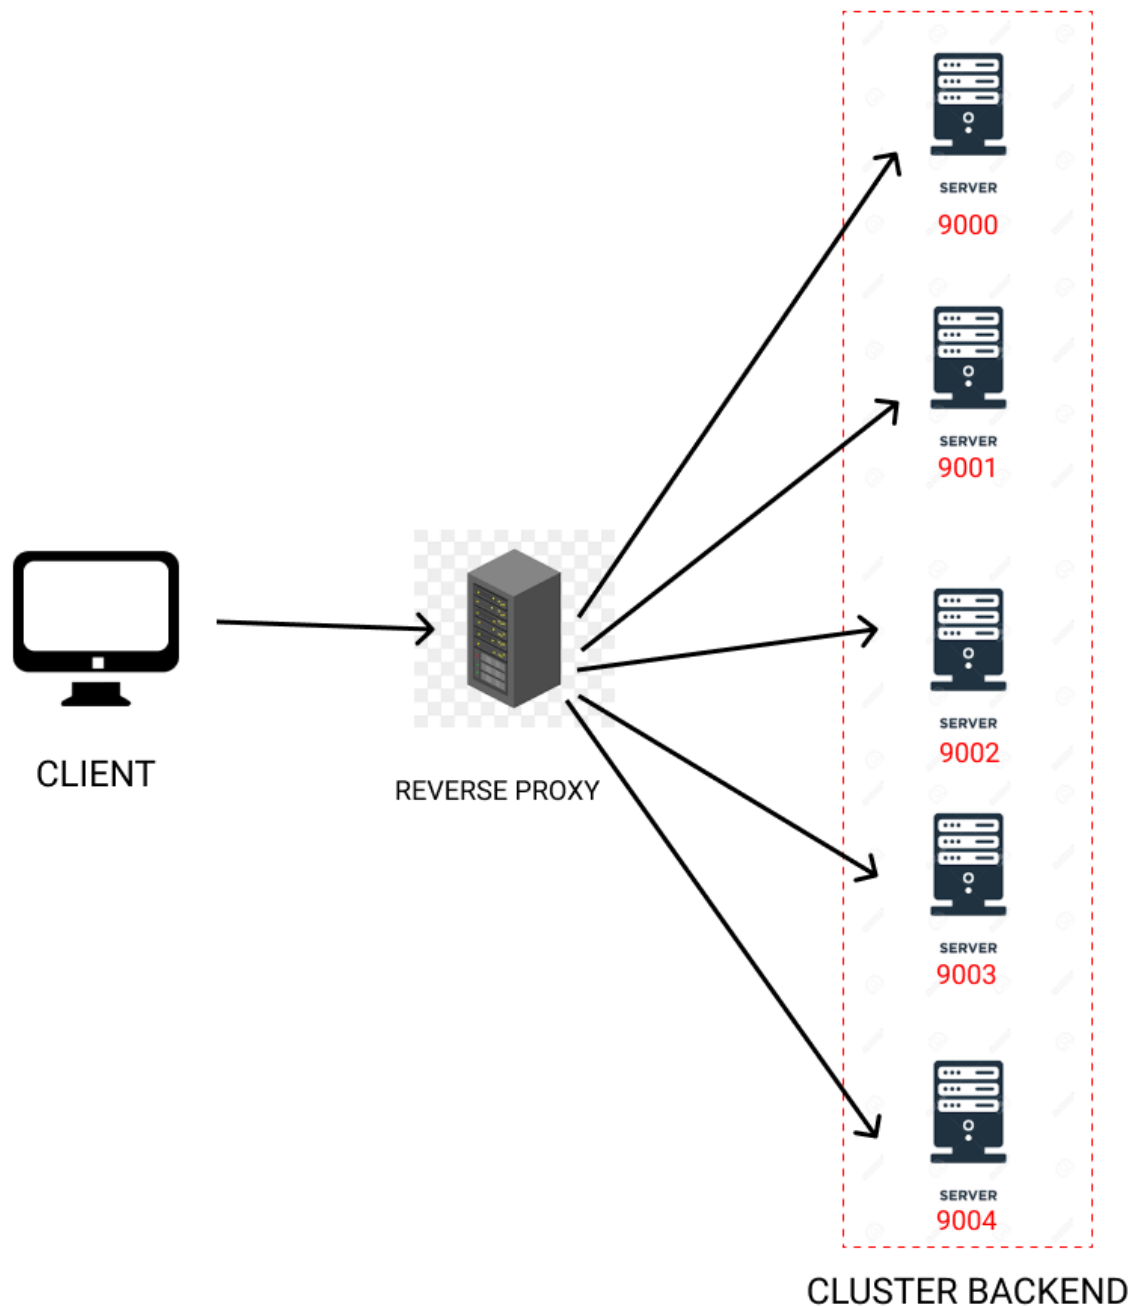 SERVER
9000
SERVER
9001
SERVER
9002
CLIENT
REVERSE PROXY
SERVER
9003
SERVER
9004
CLUSTER BACKEND